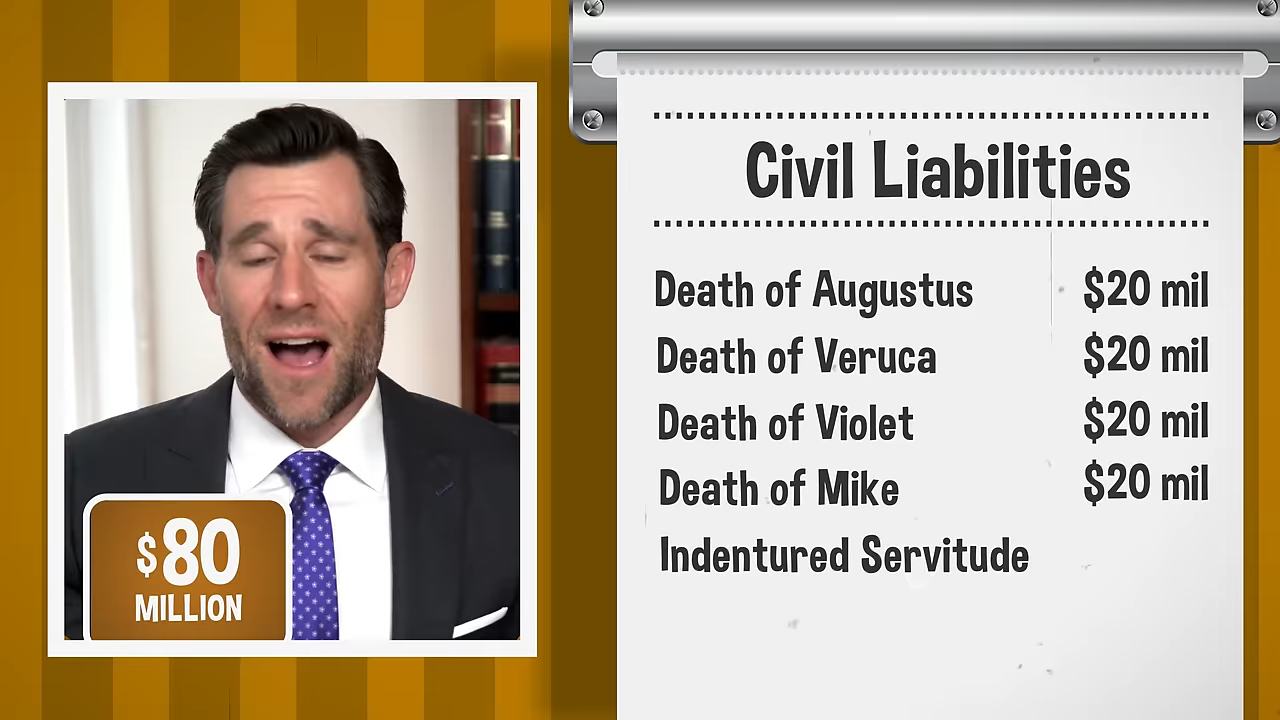 Civil Liabilities
Death of Augustus $20 mil
Death of Veruca $20 mil
Death of Violet $20 mil
Death of Mike $20 mil
Indentured Servitude
$80
MILLION